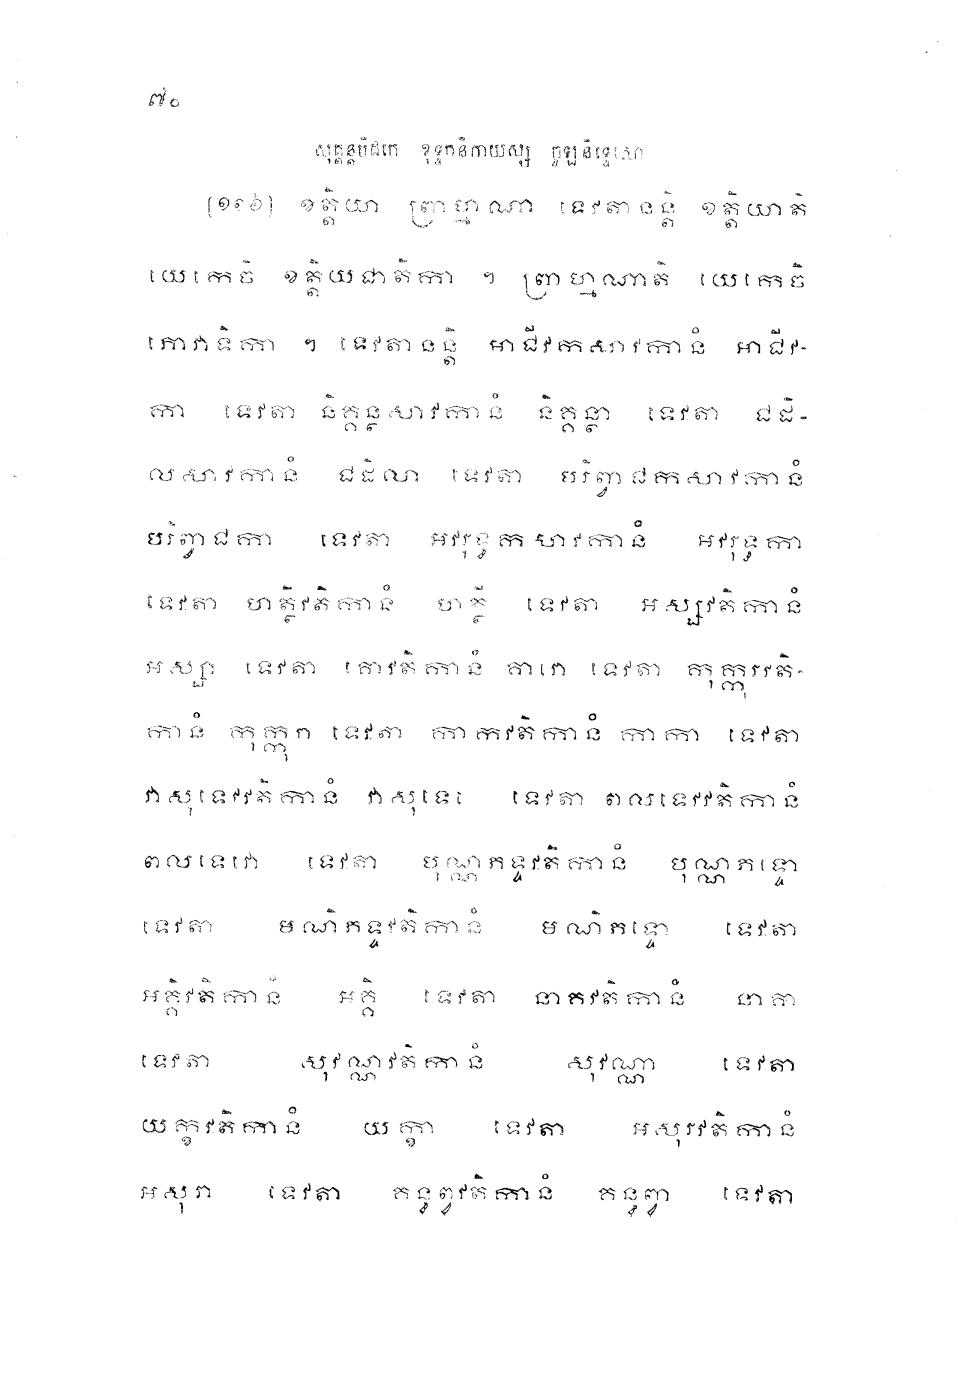 ៧០
សុត្តន្តបិដកេ ខុទ្ទកនិកាយស្ស ចូឡនិទ្ទេសោ
[១៩៦] ខត្តិយា ព្រាហ្មណា ទេវតានន្តិ ខត្តិយាតិ
យេកេចិ ខត្តិយជាតិកា ។ ព្រាហ្មណាតិ យេកេចិ
ភោវាទិកា ។ ទេវតានន្តិ អាជីវកសាវកានំ អាជីវ-
កា ទេវតា និគ្គន្ថសាវកានំ និគ្គន្ថា ទេវតា ជដិ-
លសាវកានំ ជដិលា ទេវតា បរិព្វាជកសាវកានំ
បរិព្វាជកា ទេវតា អវរុទ្ធកសាវកានំ អវរុទ្ធកា
ទេវតា ហត្ថិវតិកានំ ហត្ថី ទេវតា អស្សវតិកានំ
អស្សា ទេវតា គោវតិកានំ គាវោ ទេវតា កុក្កុរវតិ-
កានំ កុក្កុរា ទេវតា កាកវតិកានំ កាកា ទេវតា
វាសុទេវវតិកានំ ទេវតា ពលទេវវតិកានំ
ពលទេវោ ទេវតា បុណ្ណភទ្ទវតិកានំ បុណ្ណភទ្ទោ
ទេវតា មណិភទ្ទវតិកានំ មណិភទ្ទោ ទេវតា
អគ្គិវតិកានំ អគ្គិ ទេវតា នាគវតិកានំ នាគា
ទេវតា សុវណ្ណវតិកានំ សុវណ្ណា ទេវតា
យក្ខវតិកានំ យក្ខា ទេវតា អសុរវតិកានំ
អសុរា ទេវតា គន្ធព្វវតិកានំ គន្ធព្វា ទេវតា